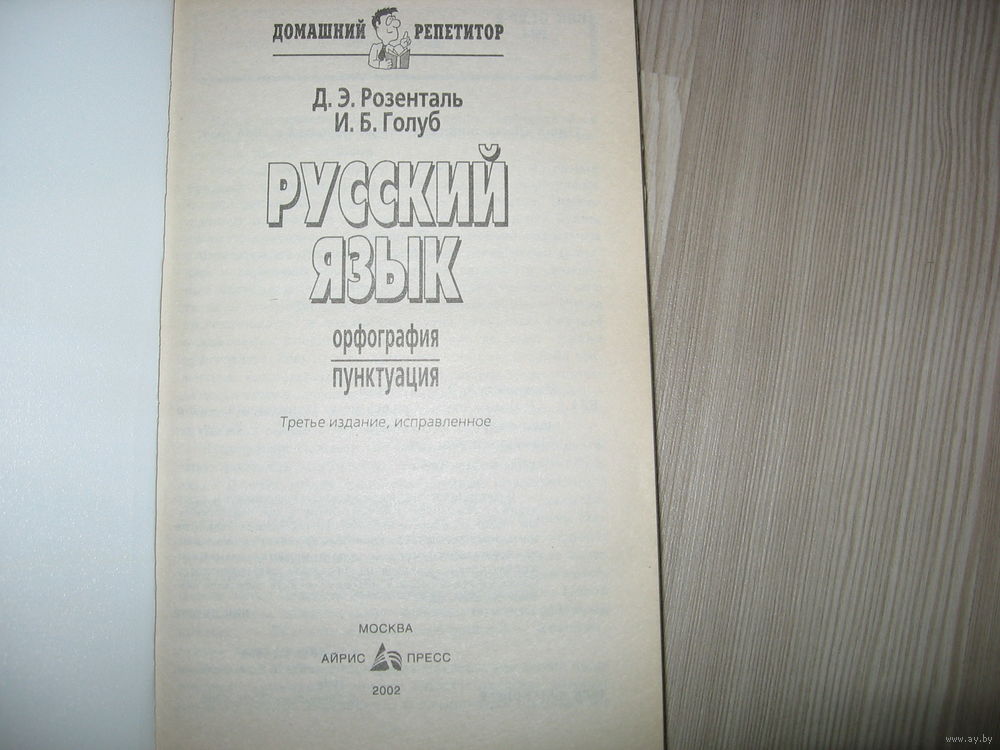 ДОМАШНИЙ РЕПЕТИТОР
Д. Э. Розенталь
И. Б. Голуб
РУССКИЙ
ЯЗЫК
орфография
пунктуация
Третье издание, исправленное
МОСКВА
АЙРИС ПРЕСС
2002
www.ay.by